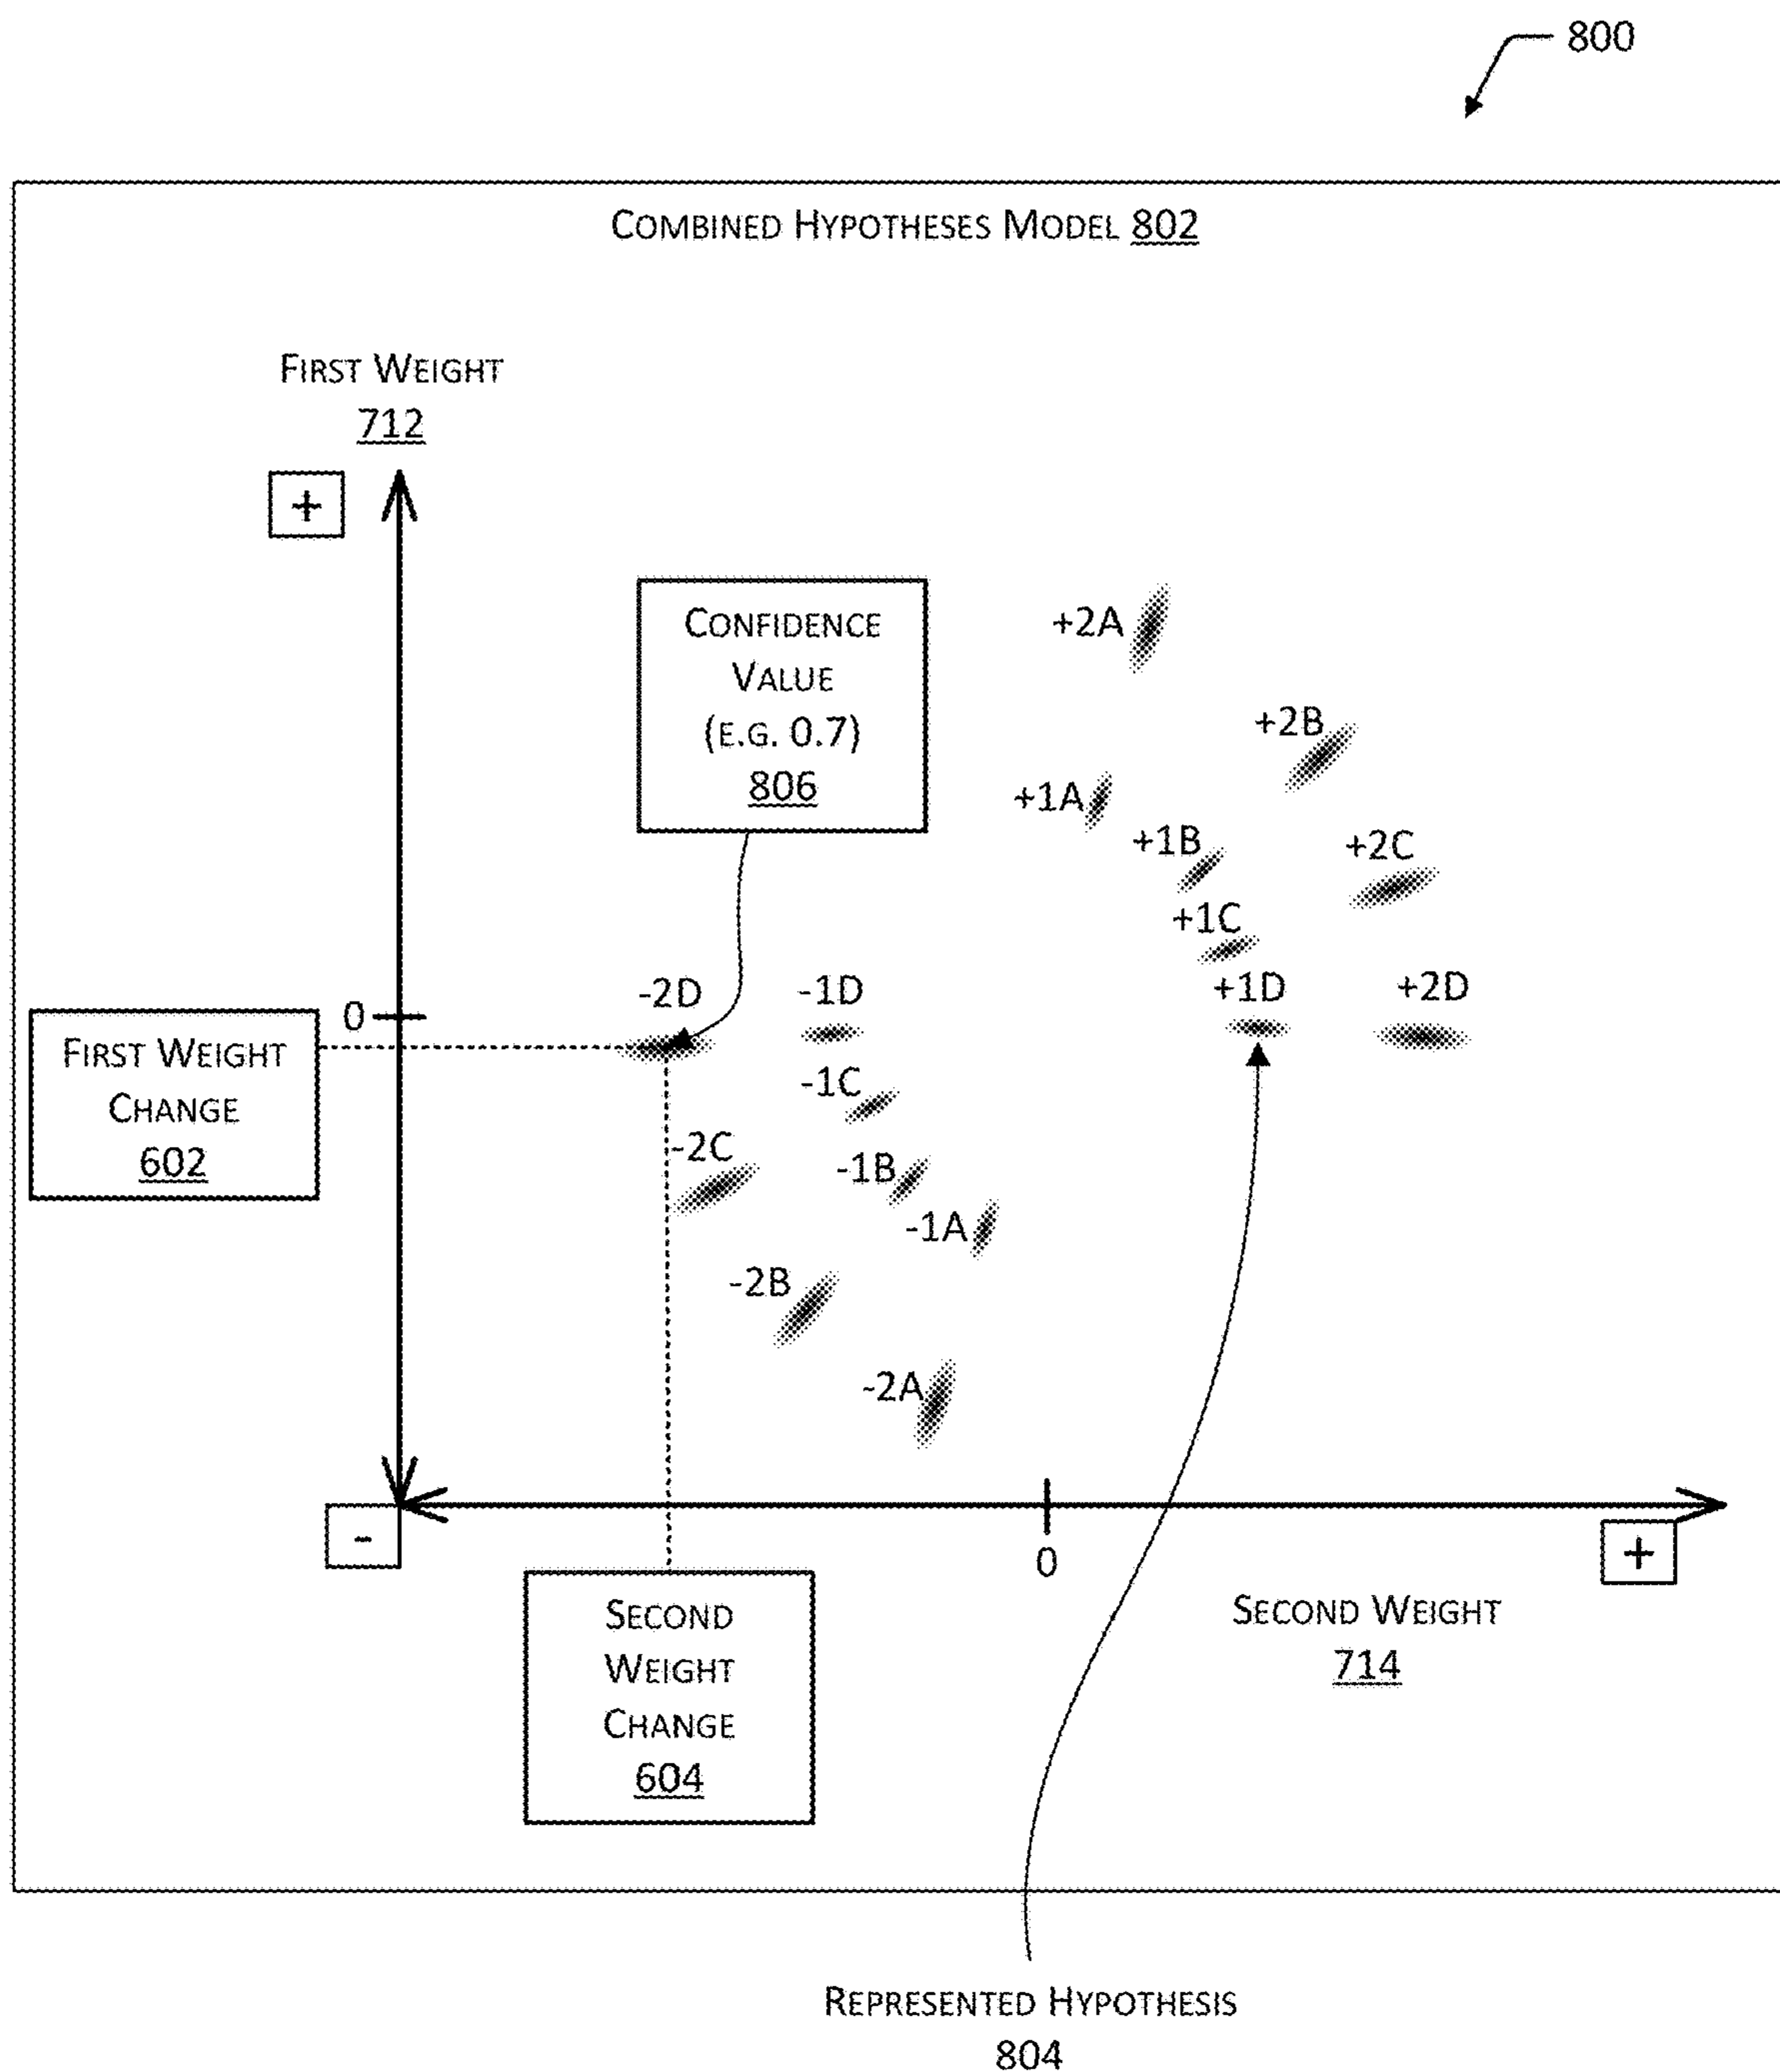 800
COMBINED HYPOTHESES MODEL 802
FIRST WEIGHT
712
+
CONFIDENCE
VALUE
(E.G. 0.7)
806
+2A
+2B
+1A
+1B
+2C
+1C
-2D
-1D
+1D
+2D
0
FIRST WEIGHT
CHANGE
602
-1C
-2C
-1B
-1A
-2B
-2A
-
0
+
SECOND
WEIGHT
CHANGE
604
SECOND WEIGHT
714
REPRESENTED HYPOTHESIS
804